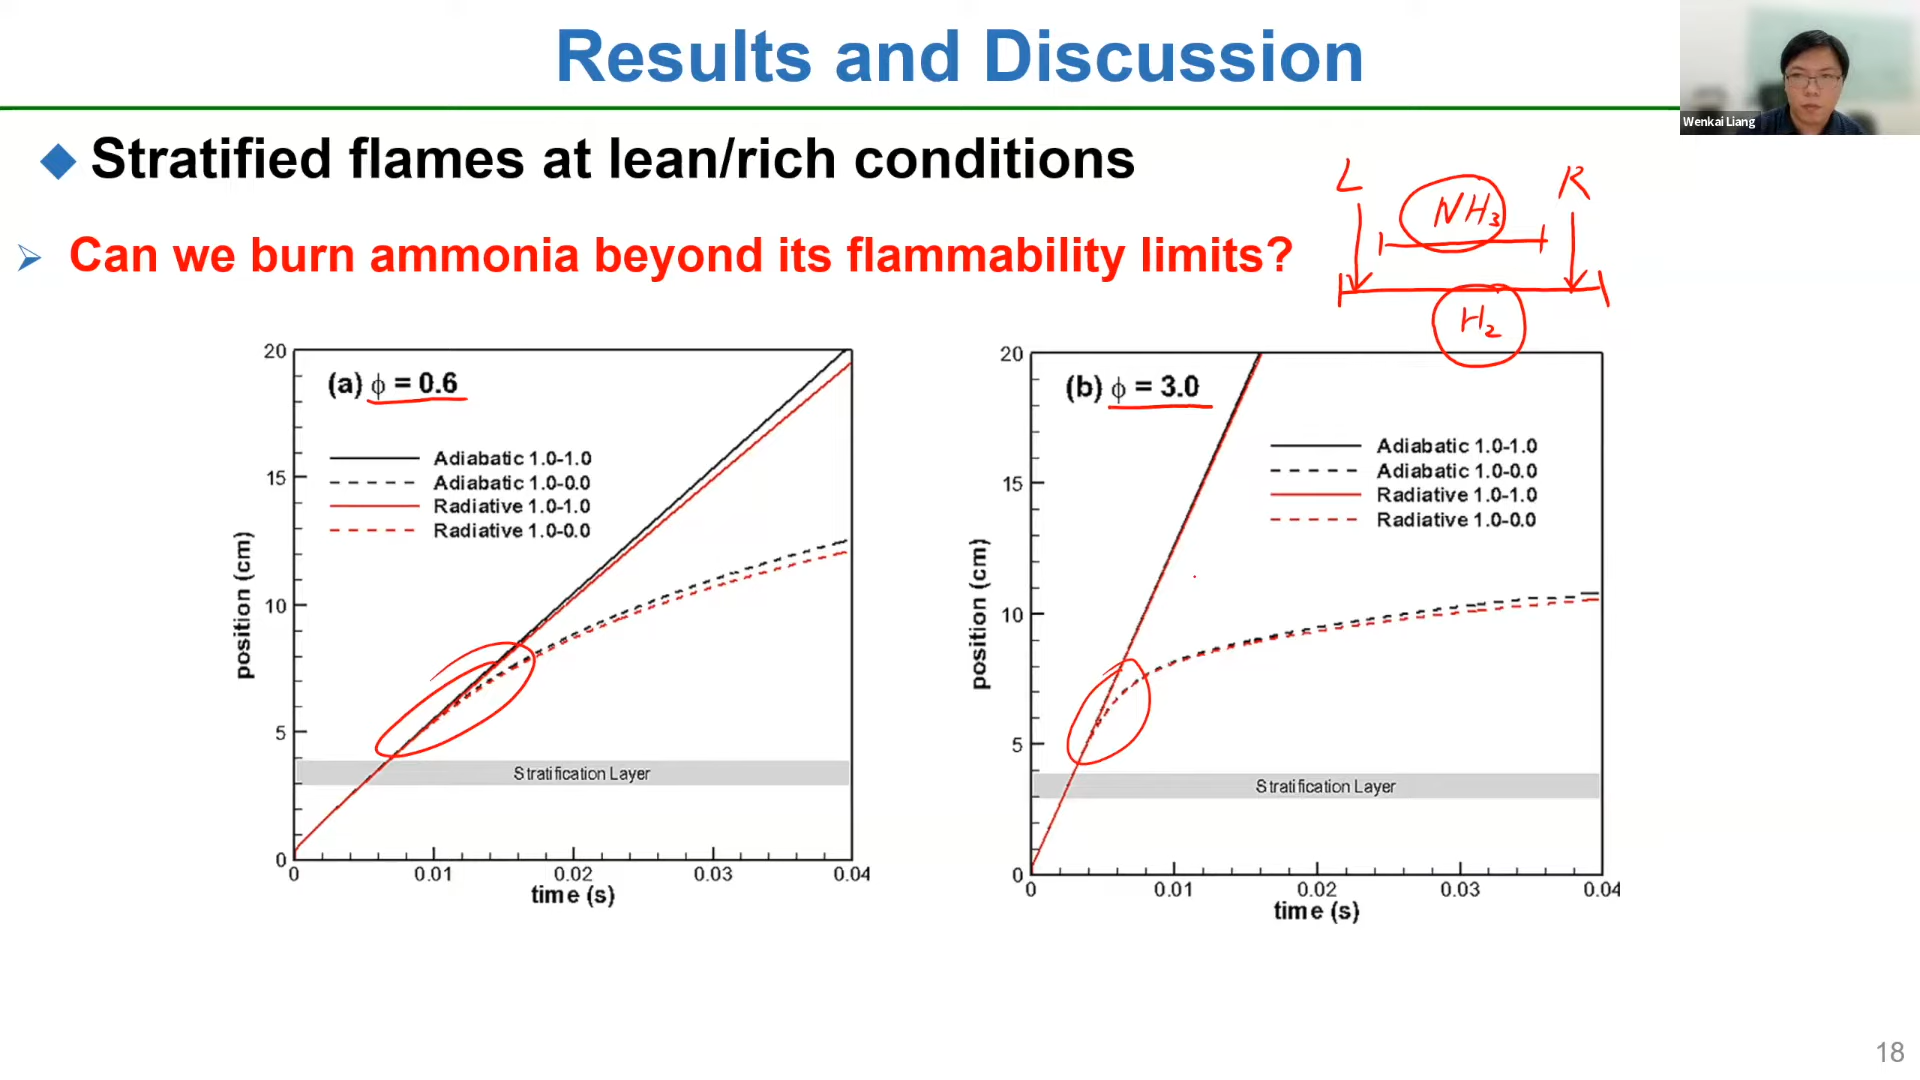 Results and Discussion
Wenkai Liang
Stratified flames at lean/rich conditions
L
NH₃
R
Can we burn ammonia beyond its flammability limits?
H₂
(a) ϕ = 0.6
Adiabatic 1.0-1.0
Adiabatic 1.0-0.0
Radiative 1.0-1.0
Radiative 1.0-0.0
position (cm)
20
15
10
5
0
Stratification Layer
0 0.01 0.02 0.03 0.04
time (s)
(b) ϕ = 3.0
Adiabatic 1.0-1.0
Adiabatic 1.0-0.0
Radiative 1.0-1.0
Radiative 1.0-0.0
position (cm)
20
15
10
5
0
Stratification Layer
0 0.01 0.02 0.03 0.04
time (s)
18